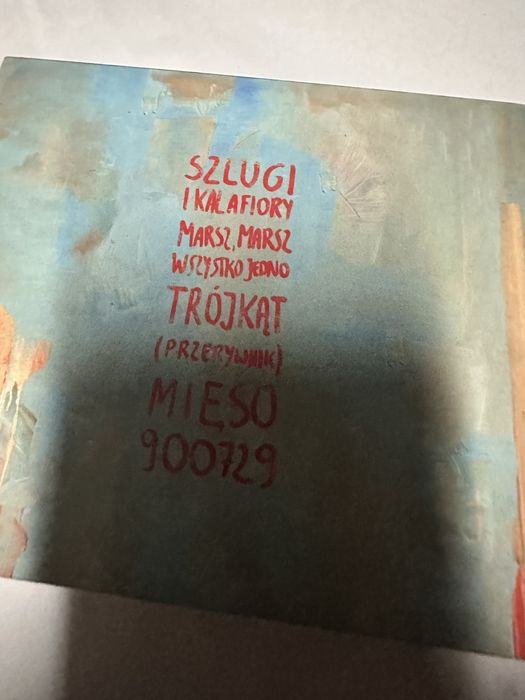 SZLUGI
I KALAFIORY
MARSZ, MARSZ
WSZYSTKO JEDNO
TRÓJKĄT
(PRZERYWNIK)
MIĘSO
900729